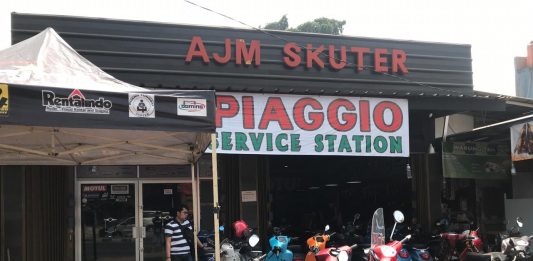 AJM SKUTER
PIAGGIO
SERVICE STATION
Rentalindo
MOTUL